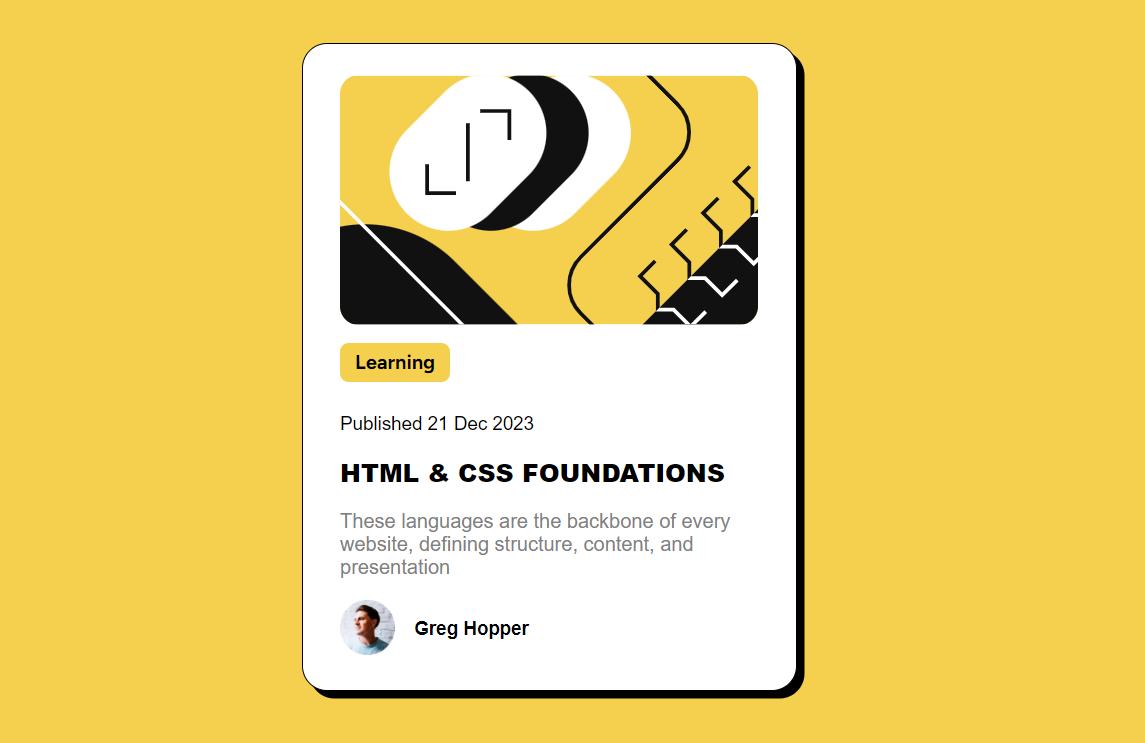 Learning
Published 21 Dec 2023
HTML & CSS FOUNDATIONS
These languages are the backbone of every
website, defining structure, content, and
presentation
Greg Hopper